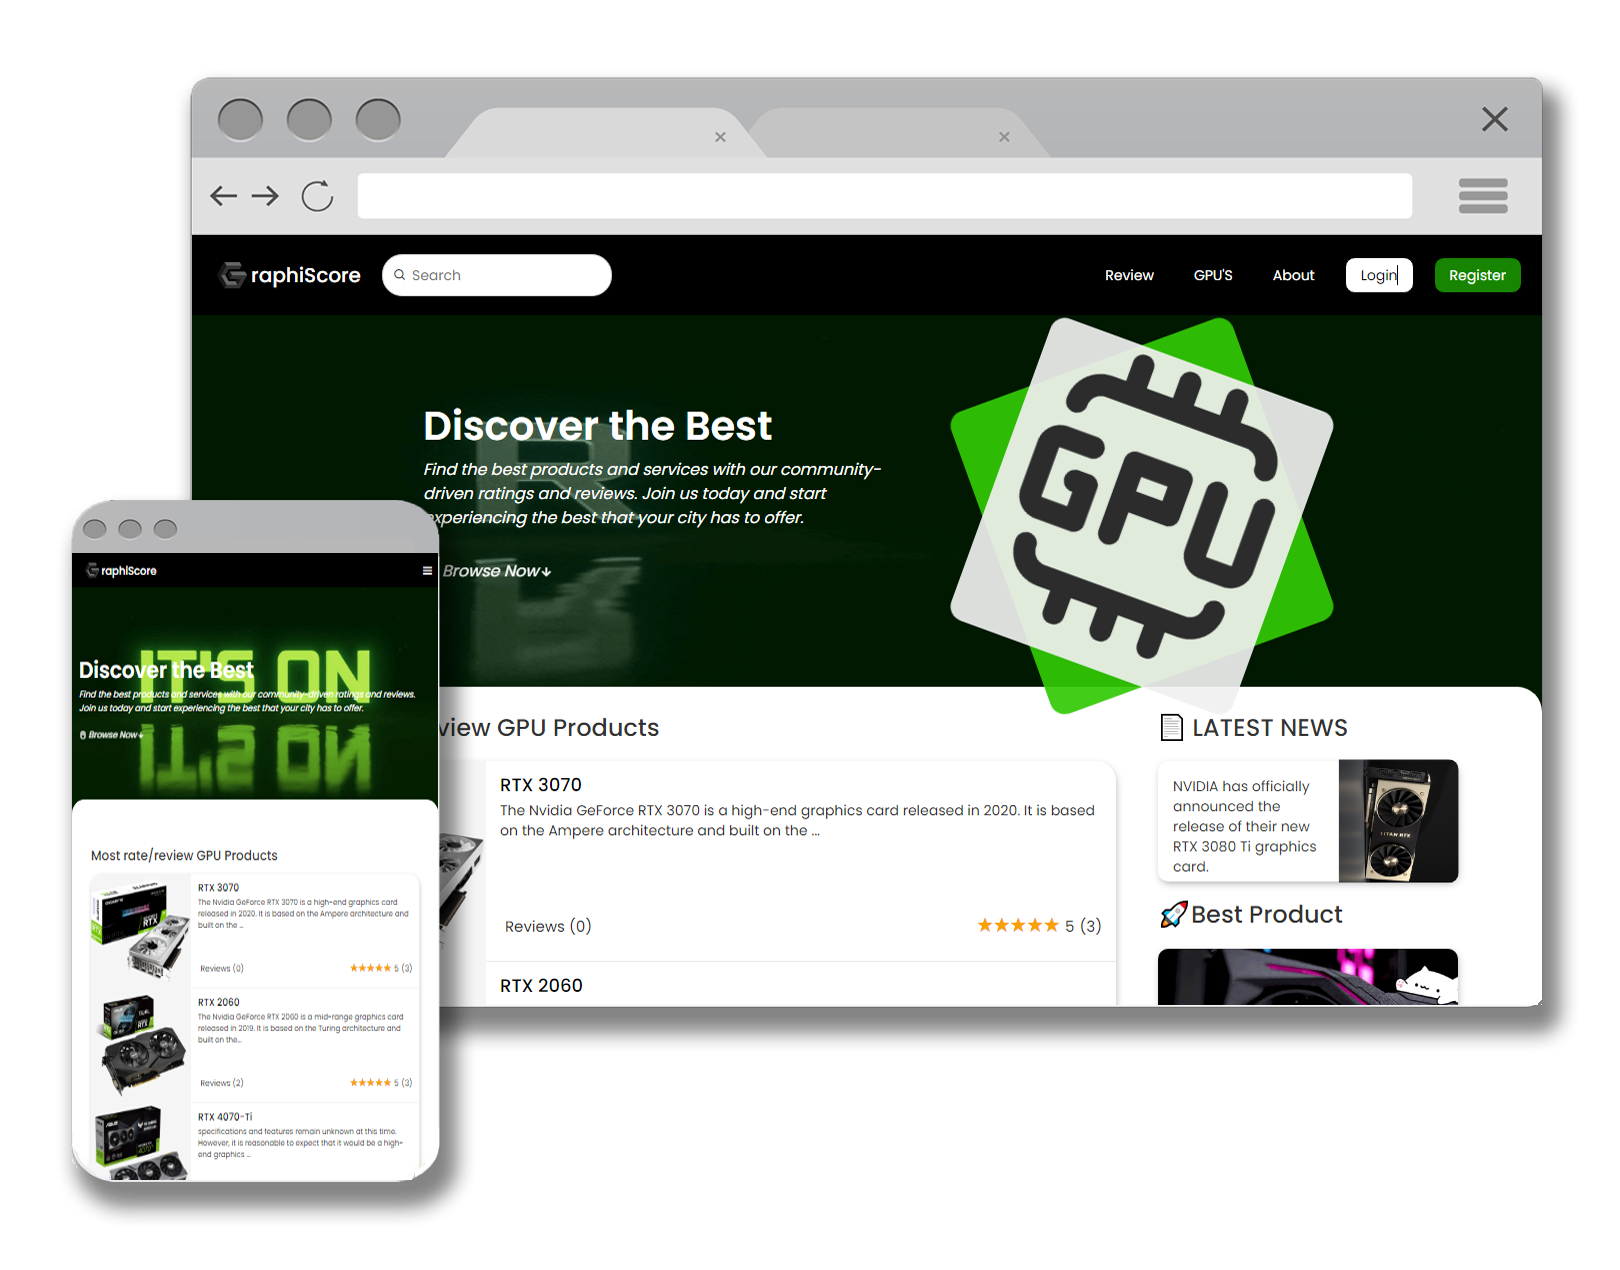 raphiScore
Search
Review
GPU'S
About
Login
Register
Discover the Best
Find the best products and services with our community-
driven ratings and reviews. Join us today and start
experiencing the best that your city has to offer.
Browse Now
GPU
view GPU Products
RTX 3070
The Nvidia GeForce RTX 3070 is a high-end graphics card released in 2020. It is based
on the Ampere architecture and built on the ...
Reviews (0)
5 (3)
RTX 2060
LATEST NEWS
NVIDIA has officially
announced the
release of their new
RTX 3080 Ti graphics
card.
TITAN RTX
Best Product
raphiScore
IT'S ON
Discover the Best
Find the best products and services with our community-driven ratings and reviews.
Join us today and start experiencing the best that your city has to offer.
Browse Now
Most rate/review GPU Products
RTX 3070
The Nvidia GeForce RTX 3070 is a high-end graphics card
released in 2020. It is based on the Ampere architecture and
built on the ...
Reviews (0)
5 (3)
RTX 2060
The Nvidia GeForce RTX 2060 is a mid-range graphics card
released in 2019. It is based on the Turing architecture and
built on the...
Reviews (2)
5 (3)
RTX 4070-Ti
specifications and features remain unknown at this time.
However, it is reasonable to expect that it would be a high-
end graphics ...